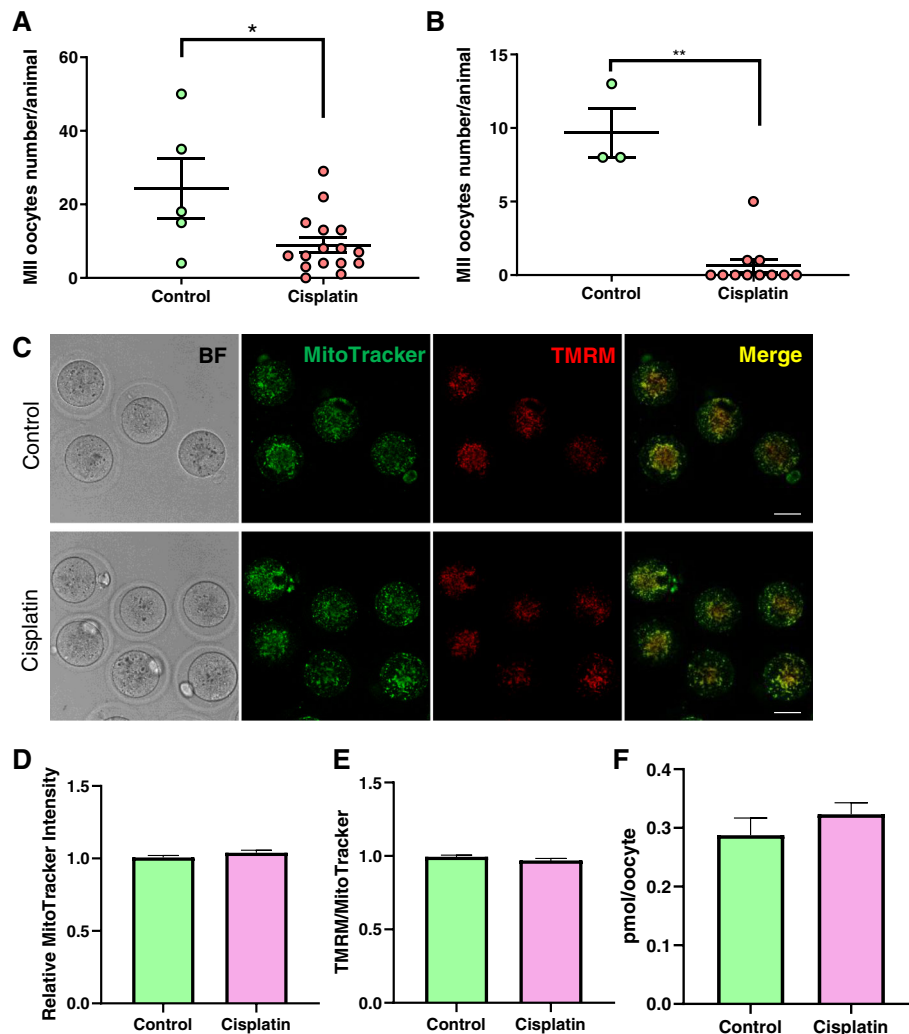 A
MII oocytes number/animal
60
40
20
0
*
Control
Cisplatin
B
MII oocytes number/animal
15
10
5
0
**
Control
Cisplatin
C
BF
MitoTracker
TMRM
Merge
Control
Cisplatin
D
Relative MitoTracker Intensity
1.5
1.0
0.5
0.0
Control
Cisplatin
E
TMRM/MitoTracker
1.5
1.0
0.5
0.0
Control
Cisplatin
F
pmol/oocyte
0.4
0.3
0.2
0.1
0.0
Control
Cisplatin